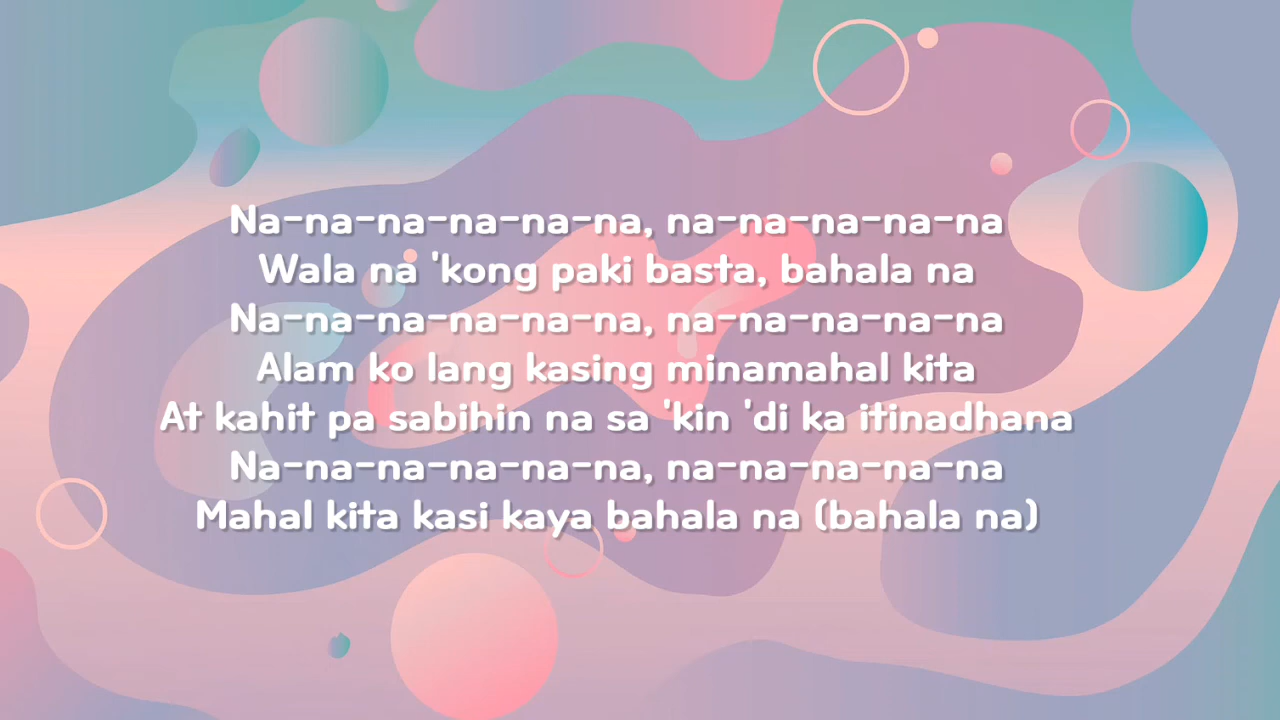 Na-na-na-na-na-na, na-na-na-na-na
Wala na 'kong paki basta, bahala na
Na-na-na-na-na-na, na-na-na-na-na
Alam ko lang kasing minamahal kita
At kahit pa sabihin na sa 'kin 'di ka itinadhana
Na-na-na-na-na-na, na-na-na-na-na
Mahal kita kasi kaya bahala na (bahala na)